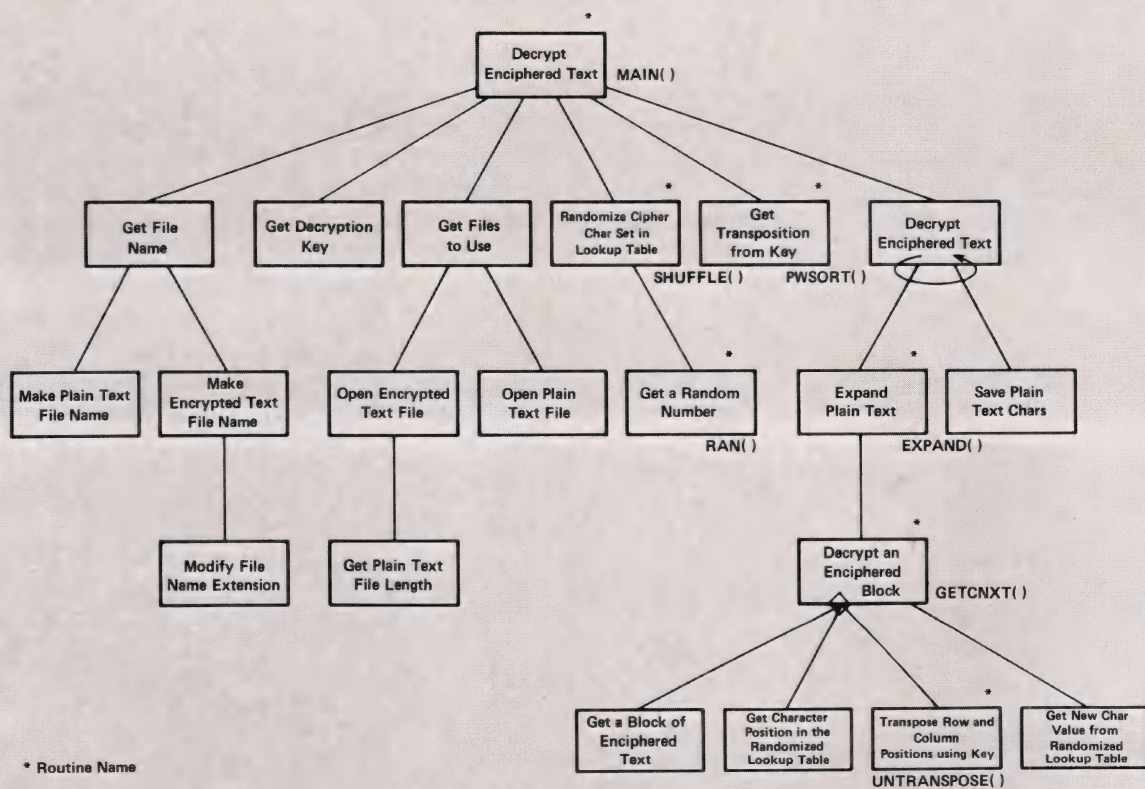 *
Decrypt
Enciphered Text
MAIN( )
Get File
Name
Get Decryption
Key
Get Files
to Use
*
Randomize Cipher
Char Set in
Lookup Table
SHUFFLE( )
*
Get
Transposition
from Key
PWSORT( )
Decrypt
Enciphered Text
Make Plain Text
File Name
Make
Encrypted Text
File Name
Open Encrypted
Text File
Open Plain
Text File
*
Get a Random
Number
RAN( )
*
Expand
Plain Text
EXPAND( )
Save Plain
Text Chars
Modify File
Name Extension
Get Plain Text
File Length
*
Decrypt an
Enciphered
Block
GETCNXT( )
Get a Block of
Enciphered
Text
Get Character
Position in the
Randomized
Lookup Table
*
Transpose Row and
Column
Positions using Key
UNTRANSPOSE( )
Get New Char
Value from
Randomized
Lookup Table
* Routine Name